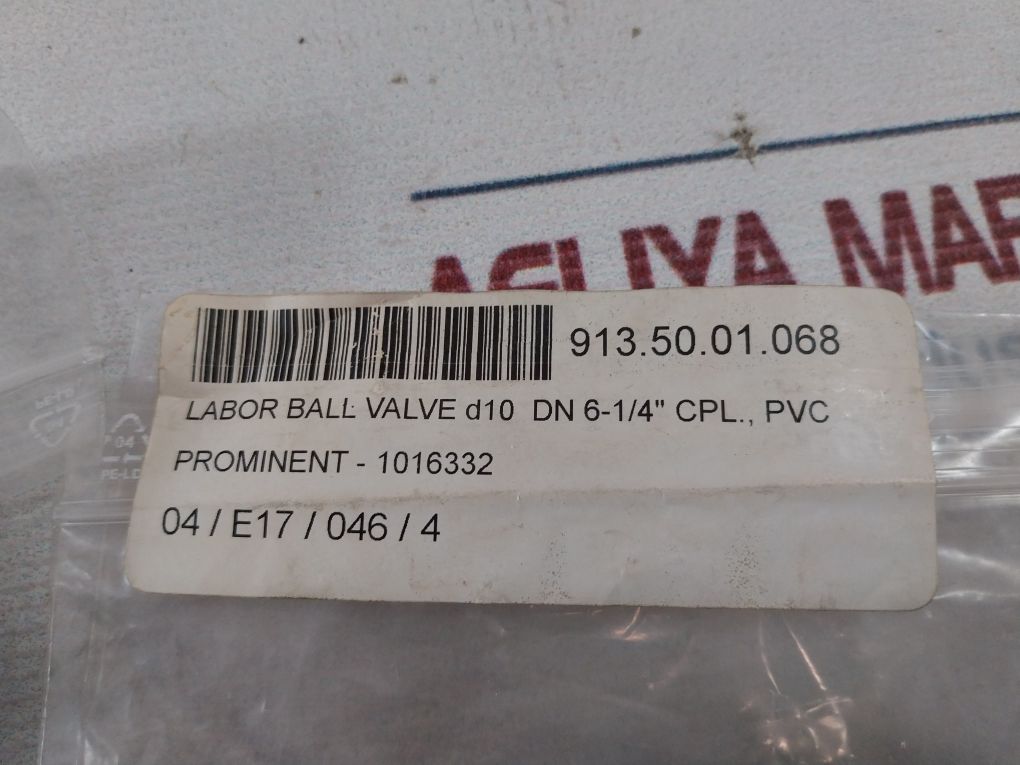 913.50.01.068
LABOR BALL VALVE d10 DN 6-1/4" CPL., PVC
PROMINENT - 1016332
04 / E17 / 046 / 4
04